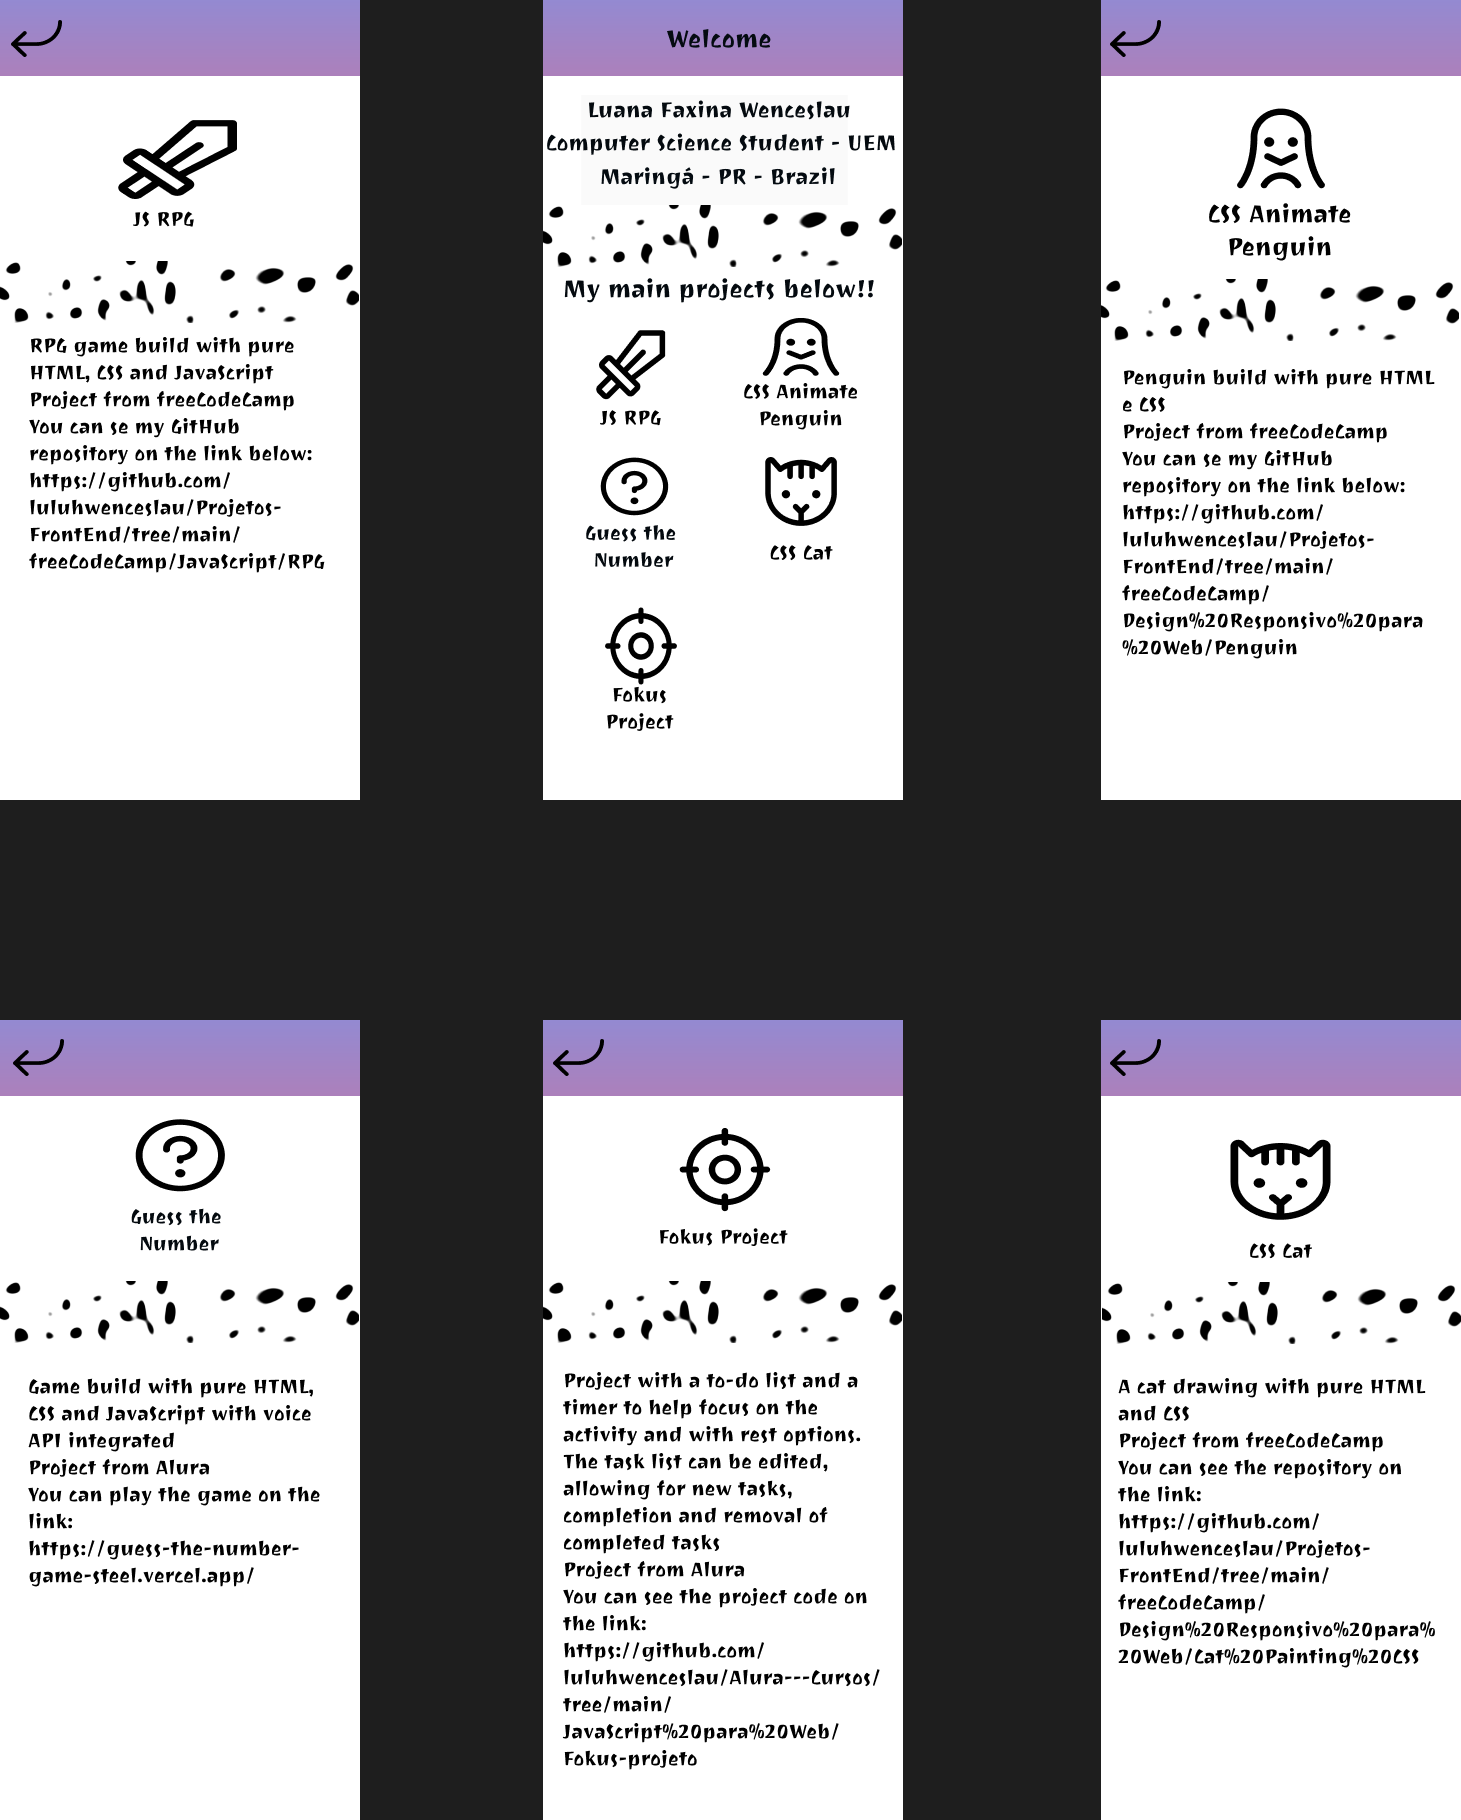 JS RPG
RPG game build with pure
HTML, CSS and JavaScript
Project from freeCodeCamp
You can se my GitHub
repository on the link below:
https://github.com/
luluhwenceslau/Projetos-
FrontEnd/tree/main/
freeCodeCamp/JavaScript/RPG
Welcome
Luana Faxina Wenceslau
Computer Science Student - UEM
Maringá - PR - Brazil
My main projects below!!
JS RPG
CSS Animate
Penguin
Guess the
Number
CSS Cat
Fokus
Project
CSS Animate
Penguin
Penguin build with pure HTML
e CSS
Project from freeCodeCamp
You can se my GitHub
repository on the link below:
https://github.com/
luluhwenceslau/Projetos-
FrontEnd/tree/main/
freeCodeCamp/
Design%20Responsivo%20para
%20Web/Penguin
?
Guess the
Number
Game build with pure HTML,
CSS and JavaScript with voice
API integrated
Project from Alura
You can play the game on the
link:
https://guess-the-number-
game-steel.vercel.app/
Fokus Project
Project with a to-do list and a
timer to help focus on the
activity and with rest options.
The task list can be edited,
allowing for new tasks,
completion and removal of
completed tasks
Project from Alura
You can see the project code on
the link:
https://github.com/
luluhwenceslau/Alura---Cursos/
tree/main/
JavaScript%20para%20Web/
Fokus-projeto
CSS Cat
A cat drawing with pure HTML
and CSS
Project from freeCodeCamp
You can see the repository on
the link:
https://github.com/
luluhwenceslau/Projetos-
FrontEnd/tree/main/
freeCodeCamp/
Design%20Responsivo%20para%
20Web/Cat%20Painting%20CSS